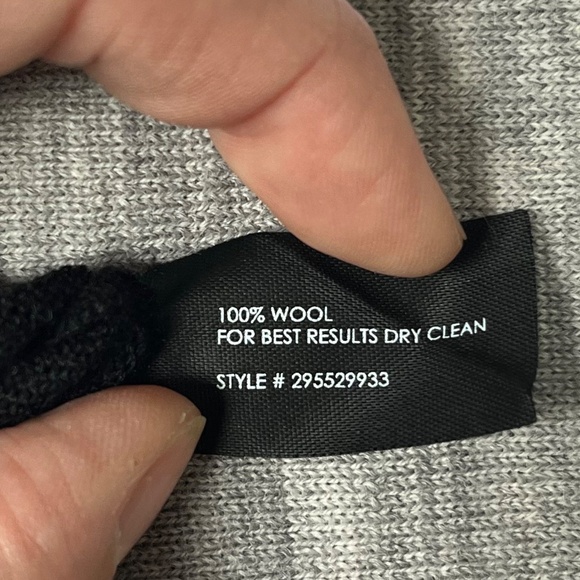 100% WOOL
FOR BEST RESULTS DRY CLEAN
STYLE # 295529933